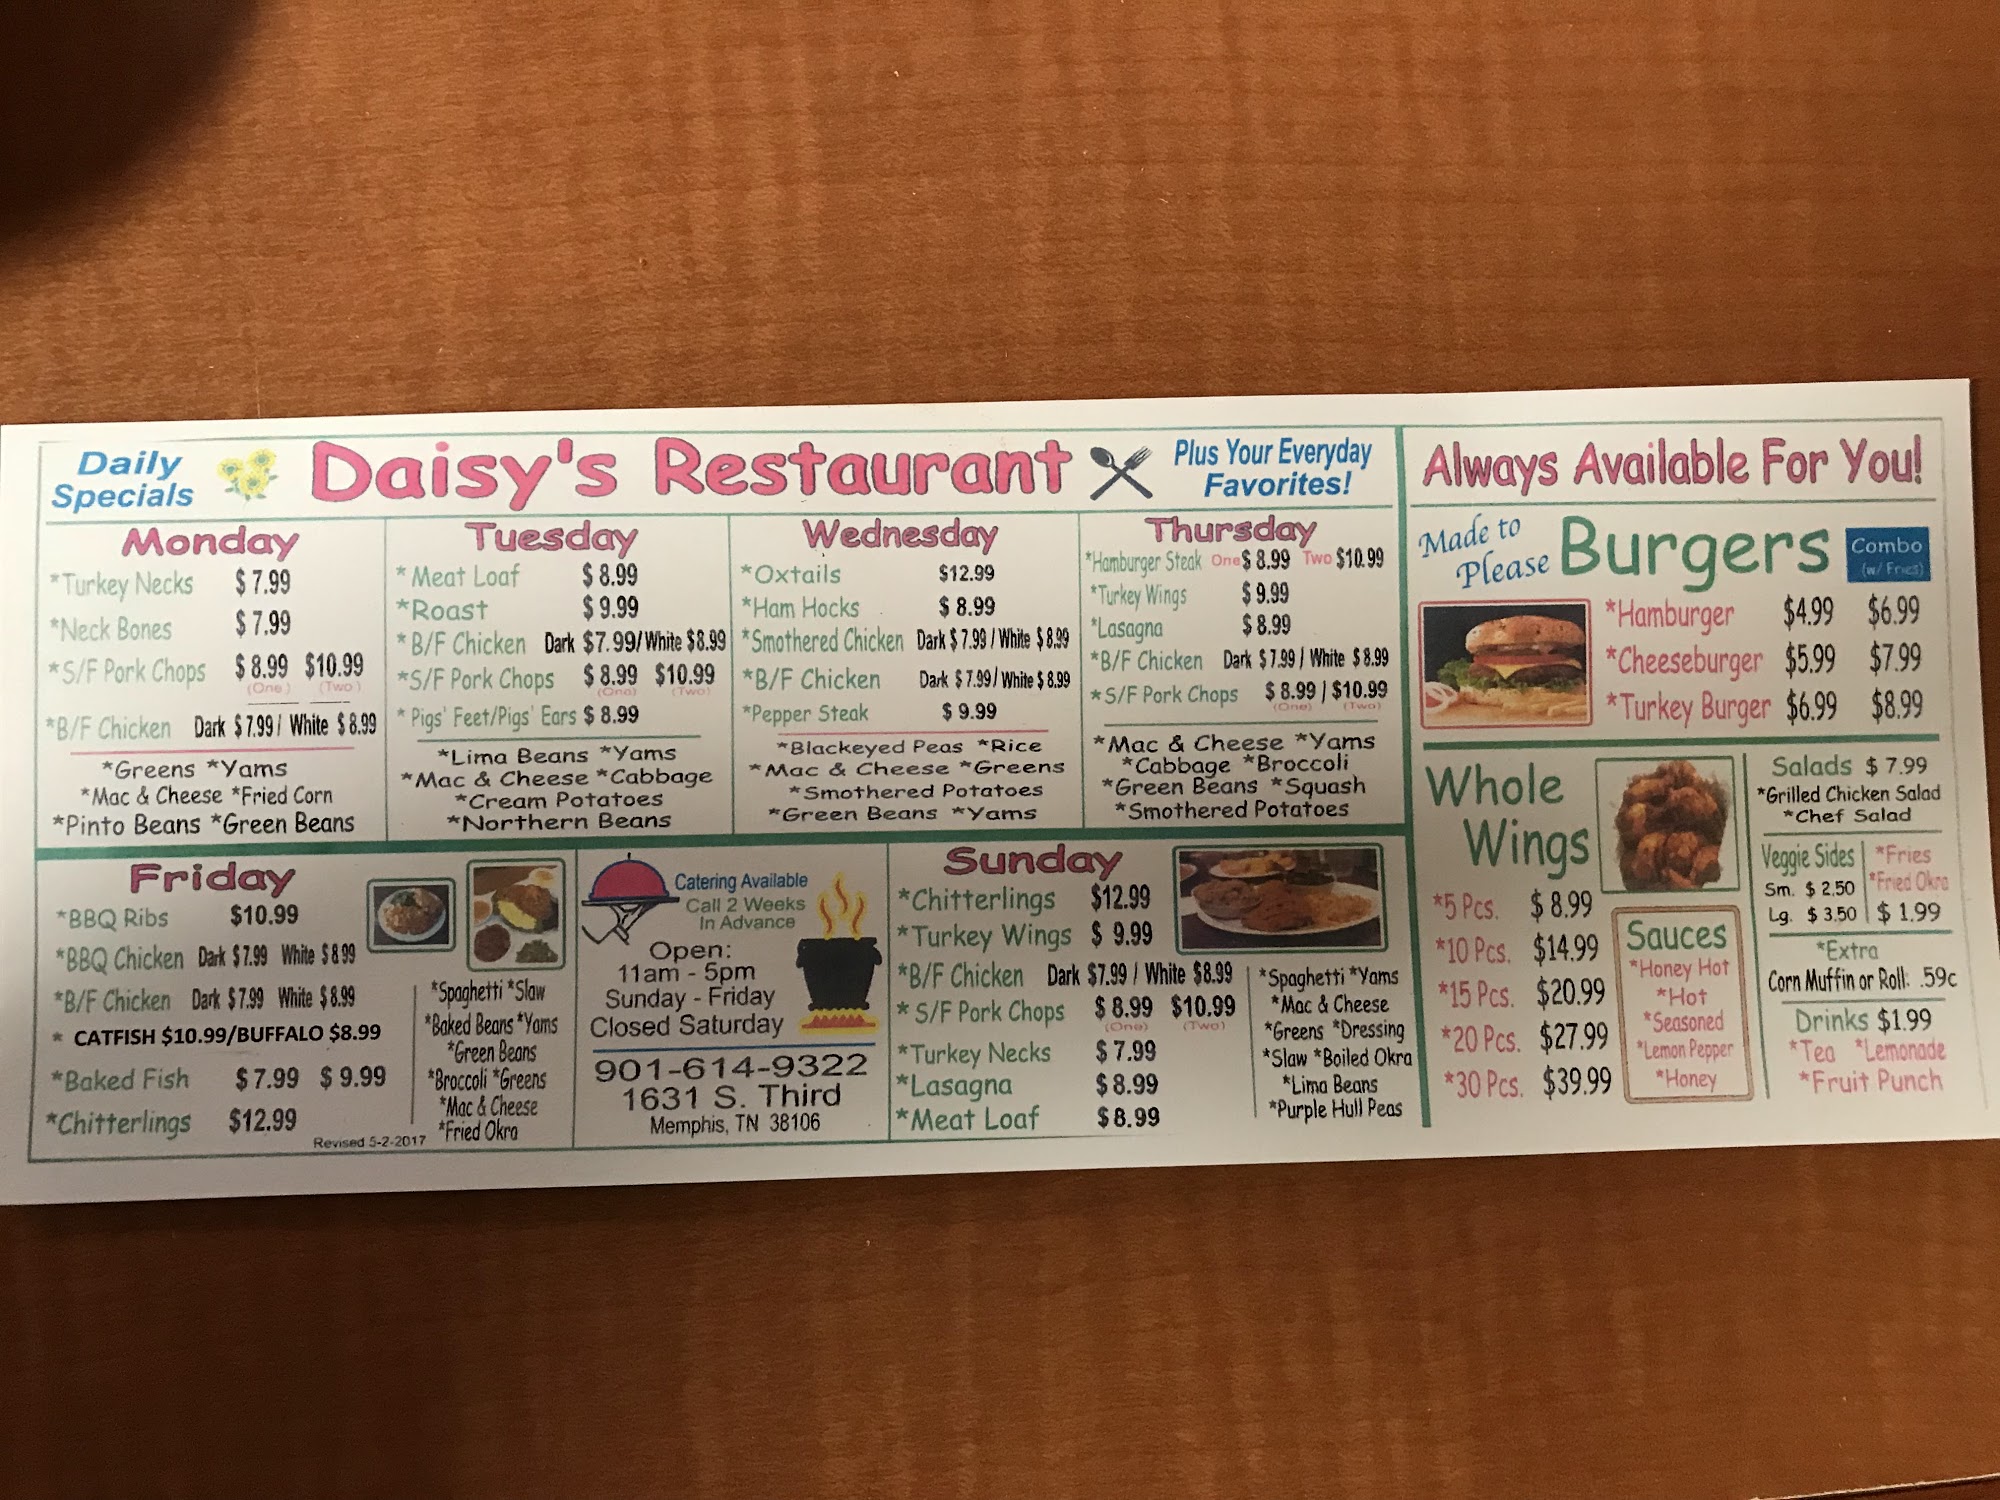 Daily
Specials
Daisy's Restaurant
Plus Your Everyday
Favorites!
Monday
*Turkey Necks $7.99
*Neck Bones $7.99
*S/F Pork Chops $8.99 $10.99
(One) (Two)
*B/F Chicken Dark $7.99/ White $8.99
*Greens *Yams
*Mac & Cheese *Fried Corn
*Pinto Beans *Green Beans
Tuesday
*Meat Loaf $8.99
*Roast $9.99
*B/F Chicken Dark $7.99/White $8.99
*S/F Pork Chops $8.99 $10.99
(One) (Two)
*Pigs' Feet/Pigs' Ears $8.99
*Lima Beans *Yams
*Mac & Cheese *Cabbage
*Cream Potatoes
*Northern Beans
Wednesday
*Oxtails $12.99
*Ham Hocks $8.99
*Smothered Chicken Dark $7.99 / White $8.99
*B/F Chicken Dark $7.99/ White $8.99
*Pepper Steak $9.99
*Blackeyed Peas *Rice
*Mac & Cheese *Greens
*Smothered Potatoes
*Green Beans *Yams
Thursday
*Hamburger Steak One $8.99 Two $10.99
*Turkey Wings $9.99
*Lasagna $8.99
*B/F Chicken Dark $7.99 / White $8.99
*S/F Pork Chops $8.99 / $10.99
(One) (Two)
*Mac & Cheese *Yams
*Cabbage *Broccoli
*Green Beans *Squash
*Smothered Potatoes
Friday
*BBQ Ribs $10.99
*BBQ Chicken Dark $7.99 White $8.99
*B/F Chicken Dark $7.99 White $8.99
* CATFISH $10.99/BUFFALO $8.99
*Baked Fish $7.99 $9.99
*Chitterlings $12.99
Revised 5-2-2017
*Spaghetti *Slaw
*Baked Beans *Yams
*Green Beans
*Broccoli *Greens
*Mac & Cheese
*Fried Okra
Catering Available
Call 2 Weeks
In Advance
Open:
11am - 5pm
Sunday - Friday
Closed Saturday
901-614-9322
1631 S. Third
Memphis, TN 38106
Sunday
*Chitterlings $12.99
*Turkey Wings $9.99
*B/F Chicken Dark $7.99 / White $8.99
*S/F Pork Chops $8.99 $10.99
(One) (Two)
*Turkey Necks $7.99
*Lasagna $8.99
*Meat Loaf $8.99
*Spaghetti *Yams
*Mac & Cheese
*Greens *Dressing
*Slaw *Boiled Okra
*Lima Beans
*Purple Hull Peas
Always Available For You!
Made to
Please
Burgers
Combo
(w/ Fries)
*Hamburger $4.99 $6.99
*Cheeseburger $5.99 $7.99
*Turkey Burger $6.99 $8.99
Whole
Wings
*5 Pcs. $8.99
*10 Pcs. $14.99
*15 Pcs. $20.99
*20 Pcs. $27.99
*30 Pcs. $39.99
Sauces
*Honey Hot
*Hot
*Seasoned
*Lemon Pepper
*Honey
Salads $7.99
*Grilled Chicken Salad
*Chef Salad
Veggie Sides
Sm. $2.50
Lg. $3.50
*Fries
*Fried Okra
$1.99
*Extra
Corn Muffin or Roll: .59c
Drinks $1.99
*Tea *Lemonade
*Fruit Punch